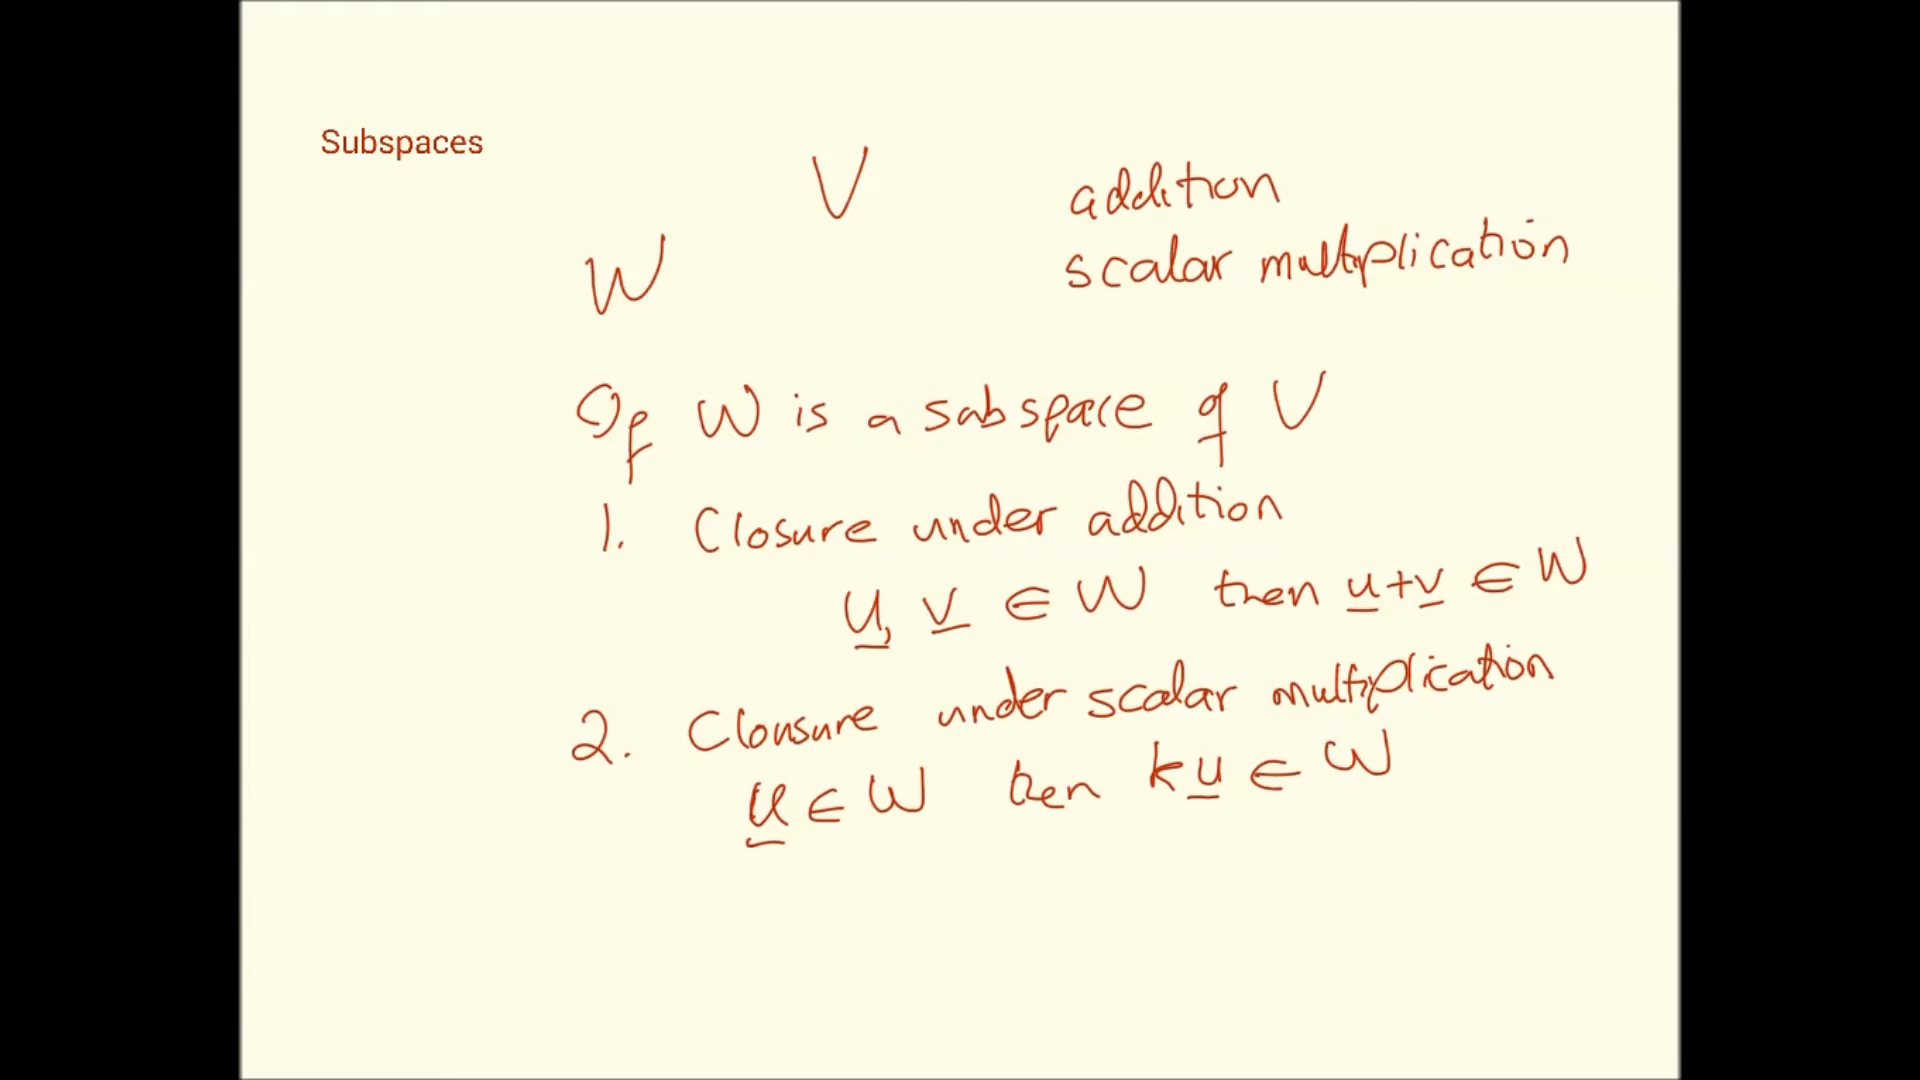 Subspaces
V
addition
W
scalar multiplication
If W is a subspace of V
1. Closure under addition
u, v ∈ W then u+v ∈ W
2. Clousure under scalar multiplication
u ∈ W then ku ∈ W